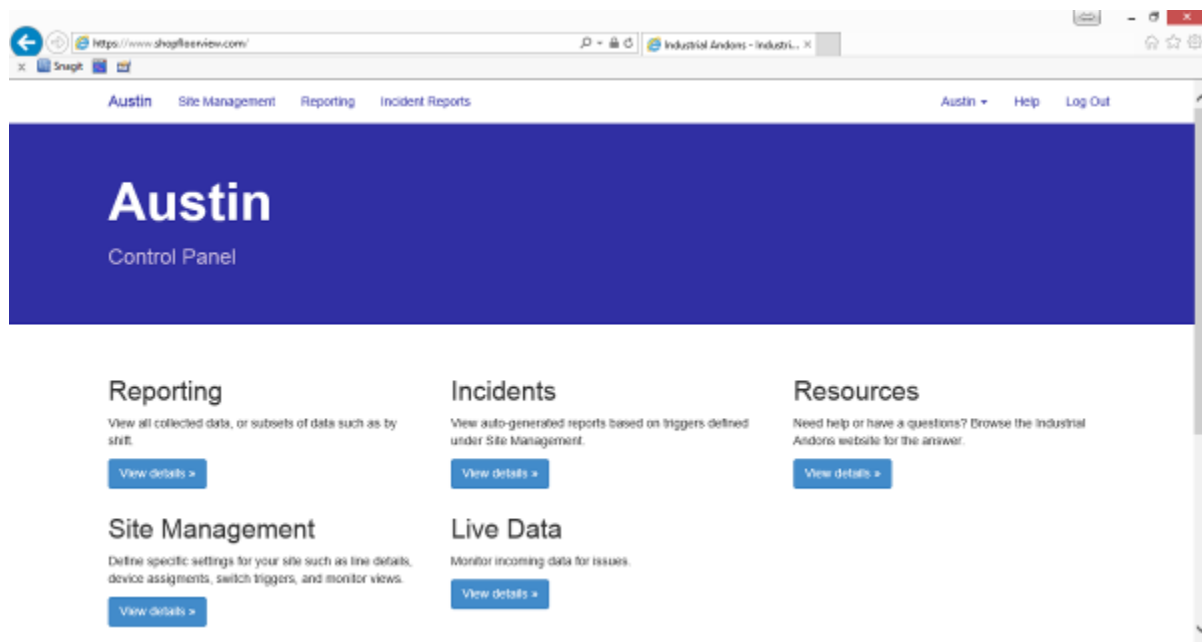 https://www.shopfloorview.com/
Industrial Andons - Industri...
Snagit
Austin Site Management Reporting Incident Reports Austin Help Log Out
Austin
Control Panel
Reporting
View all collected data, or subsets of data such as by
shift.
View details »
Incidents
View auto-generated reports based on triggers defined
under Site Management.
View details »
Resources
Need help or have a questions? Browse the Industrial
Andons website for the answer.
View details »
Site Management
Define specific settings for your site such as line details,
device assigments, switch triggers, and monitor views.
View details »
Live Data
Monitor incoming data for issues.
View details »